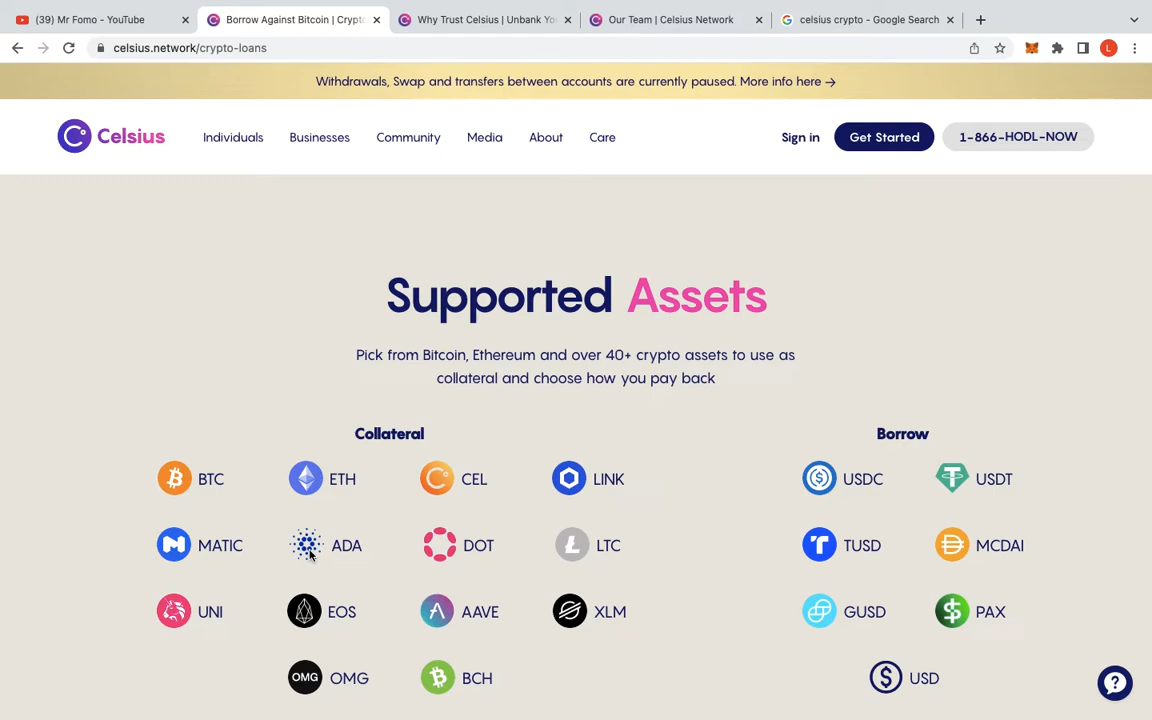 (39) Mr Fomo - YouTube
Borrow Against Bitcoin | Crypto
Why Trust Celsius | Unbank Yo
Our Team | Celsius Network
celsius crypto - Google Search
celsius.network/crypto-loans
L
Withdrawals, Swap and transfers between accounts are currently paused. More info here →
Celsius
Individuals
Businesses
Community
Media
About
Care
Sign in
Get Started
1-866-HODL-NOW
Supported Assets
Pick from Bitcoin, Ethereum and over 40+ crypto assets to use as
collateral and choose how you pay back
Collateral
Borrow
BTC ETH CEL LINK USDC USDT
MATIC ADA DOT LTC TUSD MCDAI
UNI EOS AAVE XLM GUSD PAX
OMG OMG BCH USD